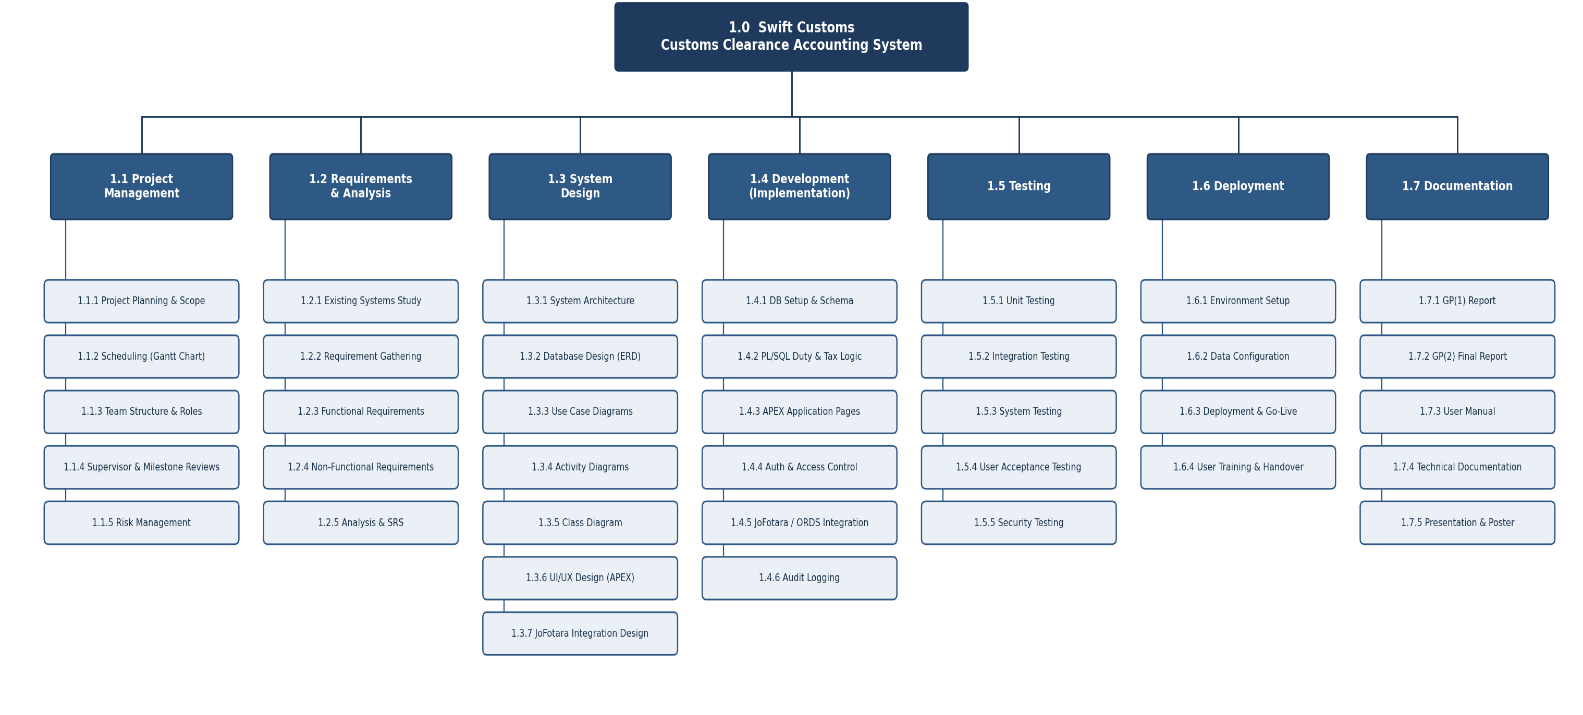 1.0  Swift Customs
Customs Clearance Accounting System
1.1 Project
Management
1.2 Requirements
& Analysis
1.3 System
Design
1.4 Development
(Implementation)
1.5 Testing
1.6 Deployment
1.7 Documentation
1.1.1 Project Planning & Scope
1.1.2 Scheduling (Gantt Chart)
1.1.3 Team Structure & Roles
1.1.4 Supervisor & Milestone Reviews
1.1.5 Risk Management
1.2.1 Existing Systems Study
1.2.2 Requirement Gathering
1.2.3 Functional Requirements
1.2.4 Non-Functional Requirements
1.2.5 Analysis & SRS
1.3.1 System Architecture
1.3.2 Database Design (ERD)
1.3.3 Use Case Diagrams
1.3.4 Activity Diagrams
1.3.5 Class Diagram
1.3.6 UI/UX Design (APEX)
1.3.7 JoFotara Integration Design
1.4.1 DB Setup & Schema
1.4.2 PL/SQL Duty & Tax Logic
1.4.3 APEX Application Pages
1.4.4 Auth & Access Control
1.4.5 JoFotara / ORDS Integration
1.4.6 Audit Logging
1.5.1 Unit Testing
1.5.2 Integration Testing
1.5.3 System Testing
1.5.4 User Acceptance Testing
1.5.5 Security Testing
1.6.1 Environment Setup
1.6.2 Data Configuration
1.6.3 Deployment & Go-Live
1.6.4 User Training & Handover
1.7.1 GP(1) Report
1.7.2 GP(2) Final Report
1.7.3 User Manual
1.7.4 Technical Documentation
1.7.5 Presentation & Poster